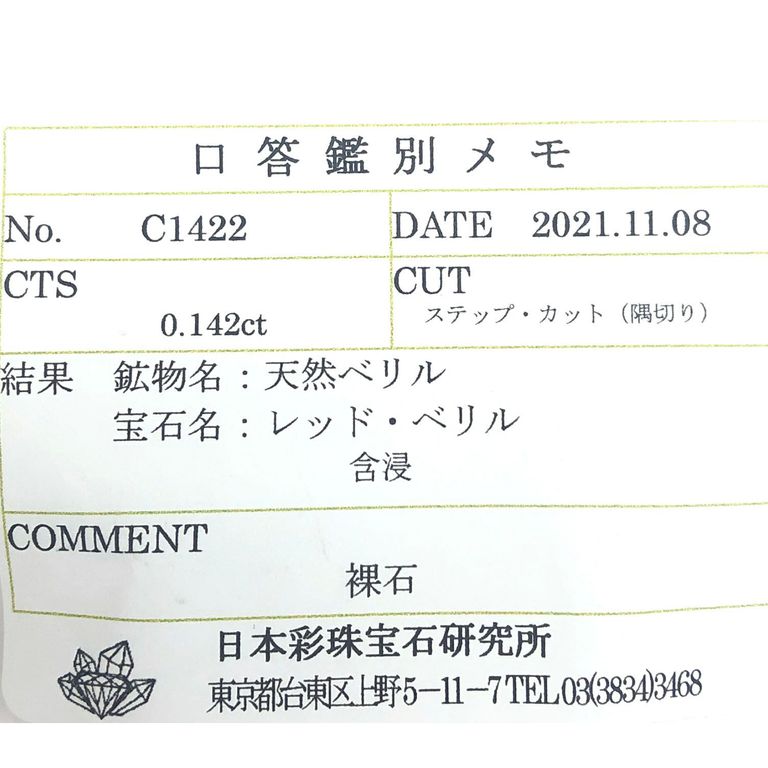 口答鑑別メモ
No. C1422 DATE 2021.11.08
CTS CUT
0.142ct ステップ・カット（隅切り）
結果 鉱物名：天然ベリル
宝石名：レッド・ベリル
含浸
COMMENT
裸石
日本彩珠宝石研究所
東京都台東区上野5－11－7 TEL 03(3834)3468